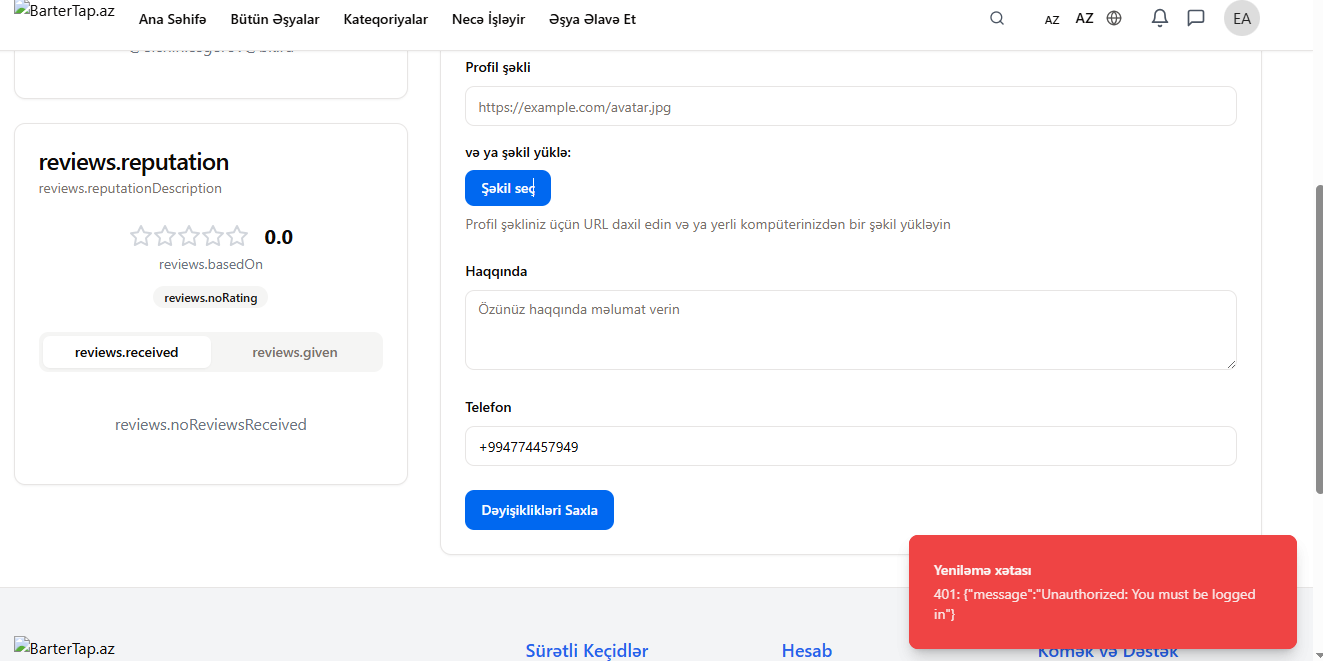 BarterTap.az
Ana Səhifə Bütün Əşyalar Kateqoriyalar Necə İşləyir Əşya Əlavə Et
AZ AZ EA
reviews.reputation
reviews.reputationDescription
0.0
reviews.basedOn
reviews.noRating
reviews.received reviews.given
reviews.noReviewsReceived
Profil şəkli
https://example.com/avatar.jpg
və ya şəkil yüklə:
Şəkil seç
Profil şəkliniz üçün URL daxil edin və ya yerli kompüterinizdən bir şəkil yükləyin
Haqqında
Özünüz haqqında məlumat verin
Telefon
+994774457949
Dəyişiklikləri Saxla
Yeniləmə xətası
401: {"message":"Unauthorized: You must be logged
in"}
BarterTap.az
Sürətli Keçidlər
Hesab
Kömək və Dəstək